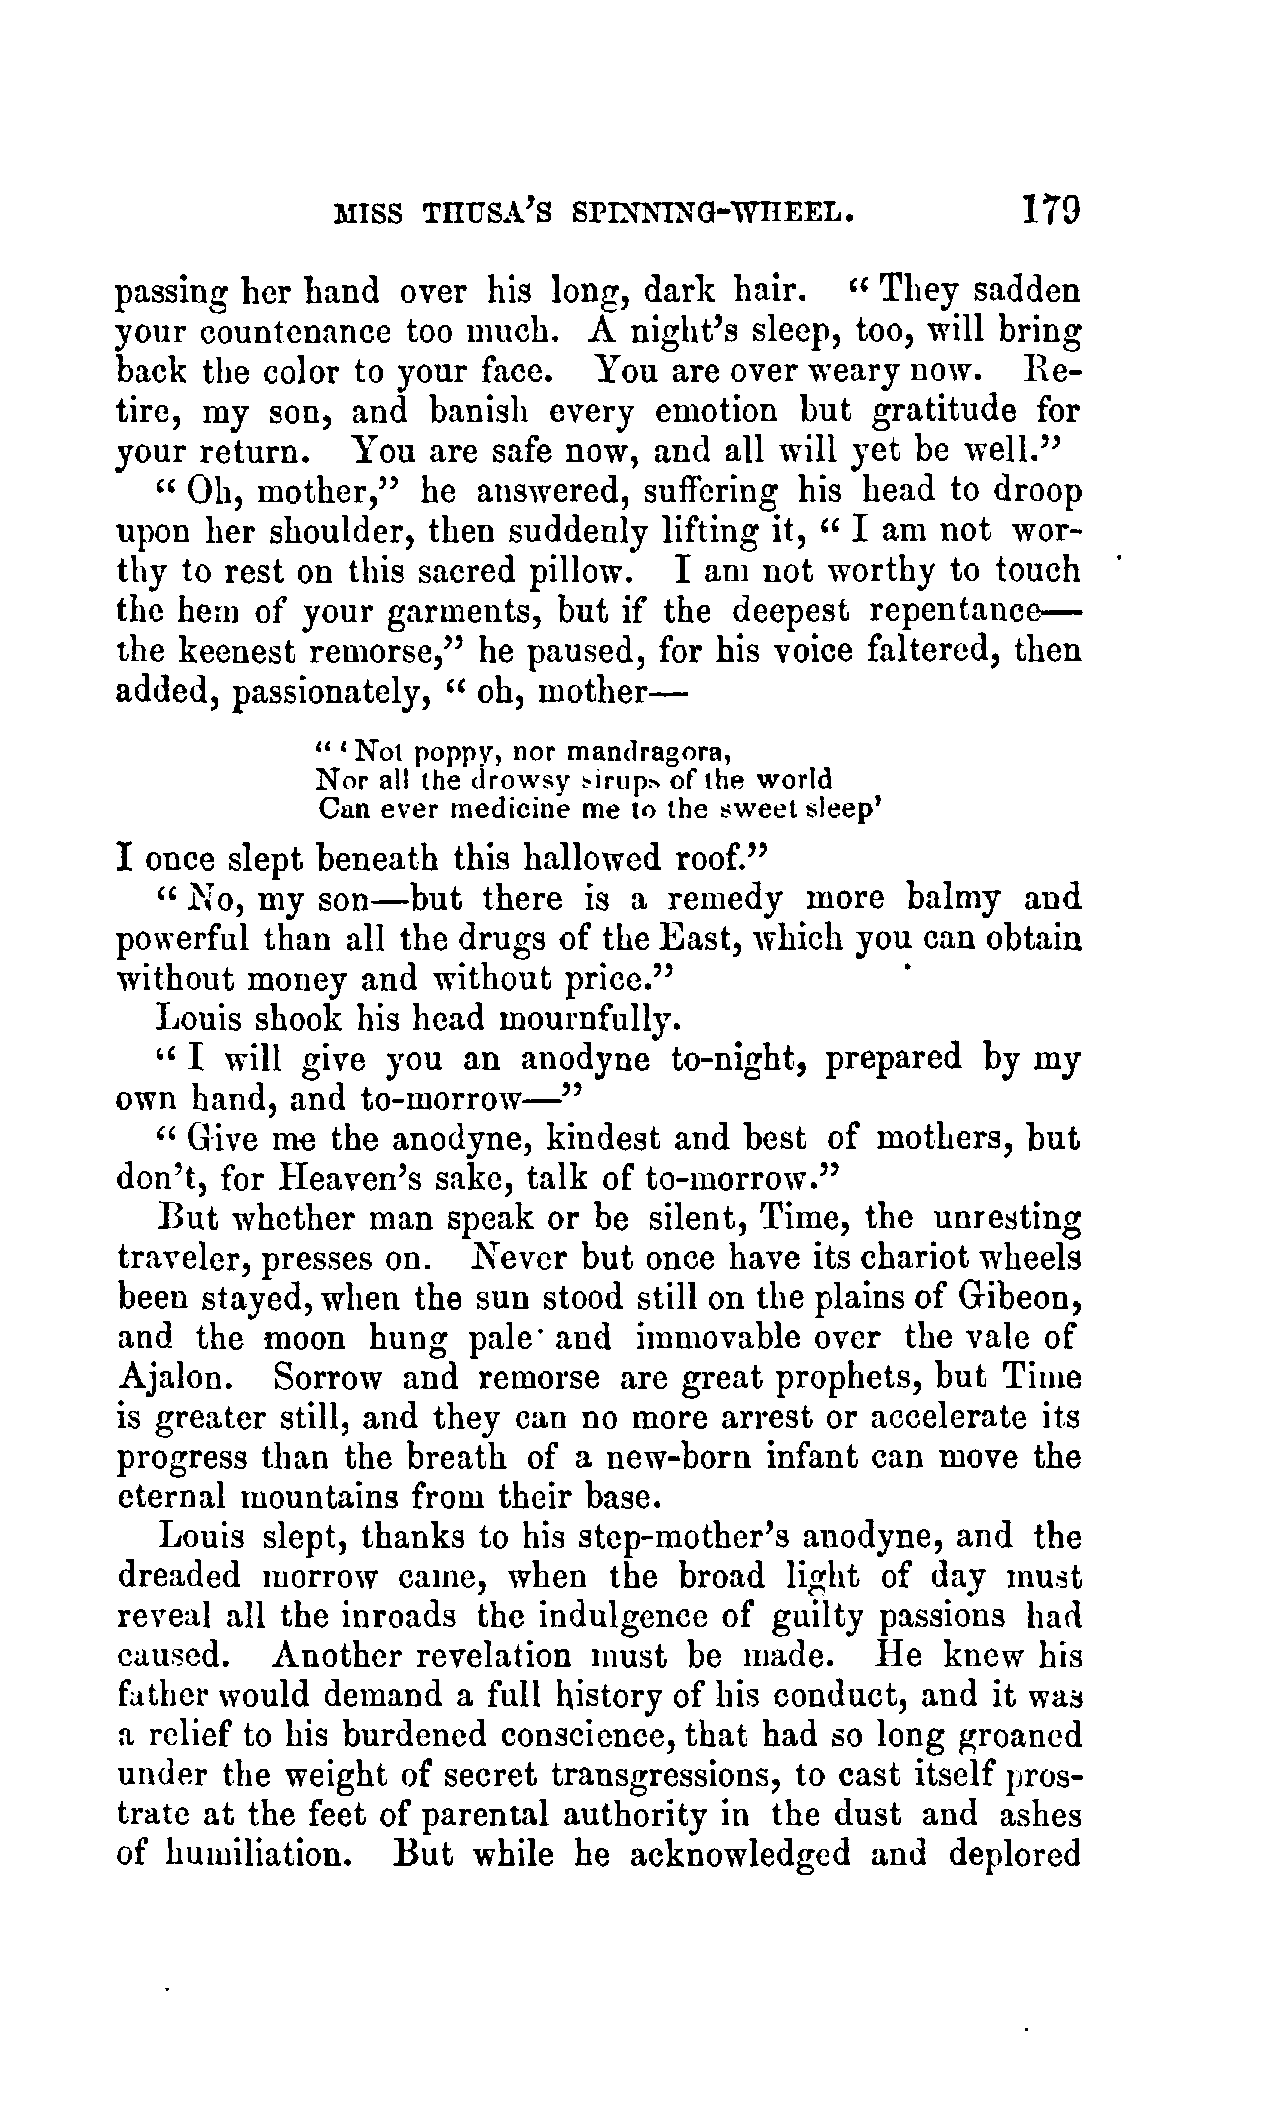 MISS THUSA'S SPINNING-WHEEL. 179
passing her hand over his long, dark hair. " They sadden
your countenance too much. A night's sleep, too, will bring
back the color to your face. You are over weary now. Re-
tire, my son, and banish every emotion but gratitude for
your return. You are safe now, and all will yet be well."
" Oh, mother," he answered, suffering his head to droop
upon her shoulder, then suddenly lifting it, " I am not wor-
thy to rest on this sacred pillow. I am not worthy to touch
the hem of your garments, but if the deepest repentance—
the keenest remorse," he paused, for his voice faltered, then
added, passionately, " oh, mother—
" ' Not poppy, nor mandragora,
Nor all the drowsy sirups of the world
Can ever medicine me to the sweet sleep'
I once slept beneath this hallowed roof."
" No, my son—but there is a remedy more balmy and
powerful than all the drugs of the East, which you can obtain
without money and without price."
Louis shook his head mournfully.
" I will give you an anodyne to-night, prepared by my
own hand, and to-morrow—"
" Give me the anodyne, kindest and best of mothers, but
don't, for Heaven's sake, talk of to-morrow."
But whether man speak or be silent, Time, the unresting
traveler, presses on. Never but once have its chariot wheels
been stayed, when the sun stood still on the plains of Gibeon,
and the moon hung pale and immovable over the vale of
Ajalon. Sorrow and remorse are great prophets, but Time
is greater still, and they can no more arrest or accelerate its
progress than the breath of a new-born infant can move the
eternal mountains from their base.
Louis slept, thanks to his step-mother's anodyne, and the
dreaded morrow came, when the broad light of day must
reveal all the inroads the indulgence of guilty passions had
caused. Another revelation must be made. He knew his
father would demand a full history of his conduct, and it was
a relief to his burdened conscience, that had so long groaned
under the weight of secret transgressions, to cast itself pros-
trate at the feet of parental authority in the dust and ashes
of humiliation. But while he acknowledged and deplored